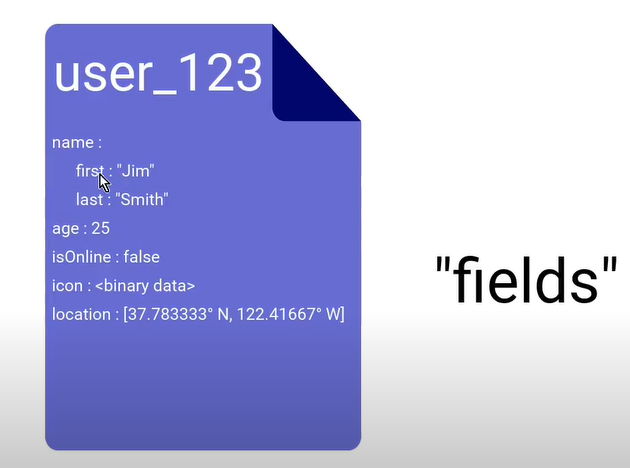 user_123
name :
first : "Jim"
last : "Smith"
age : 25
isOnline : false
icon : <binary data>
location : [37.783333° N, 122.41667° W]
"fields"